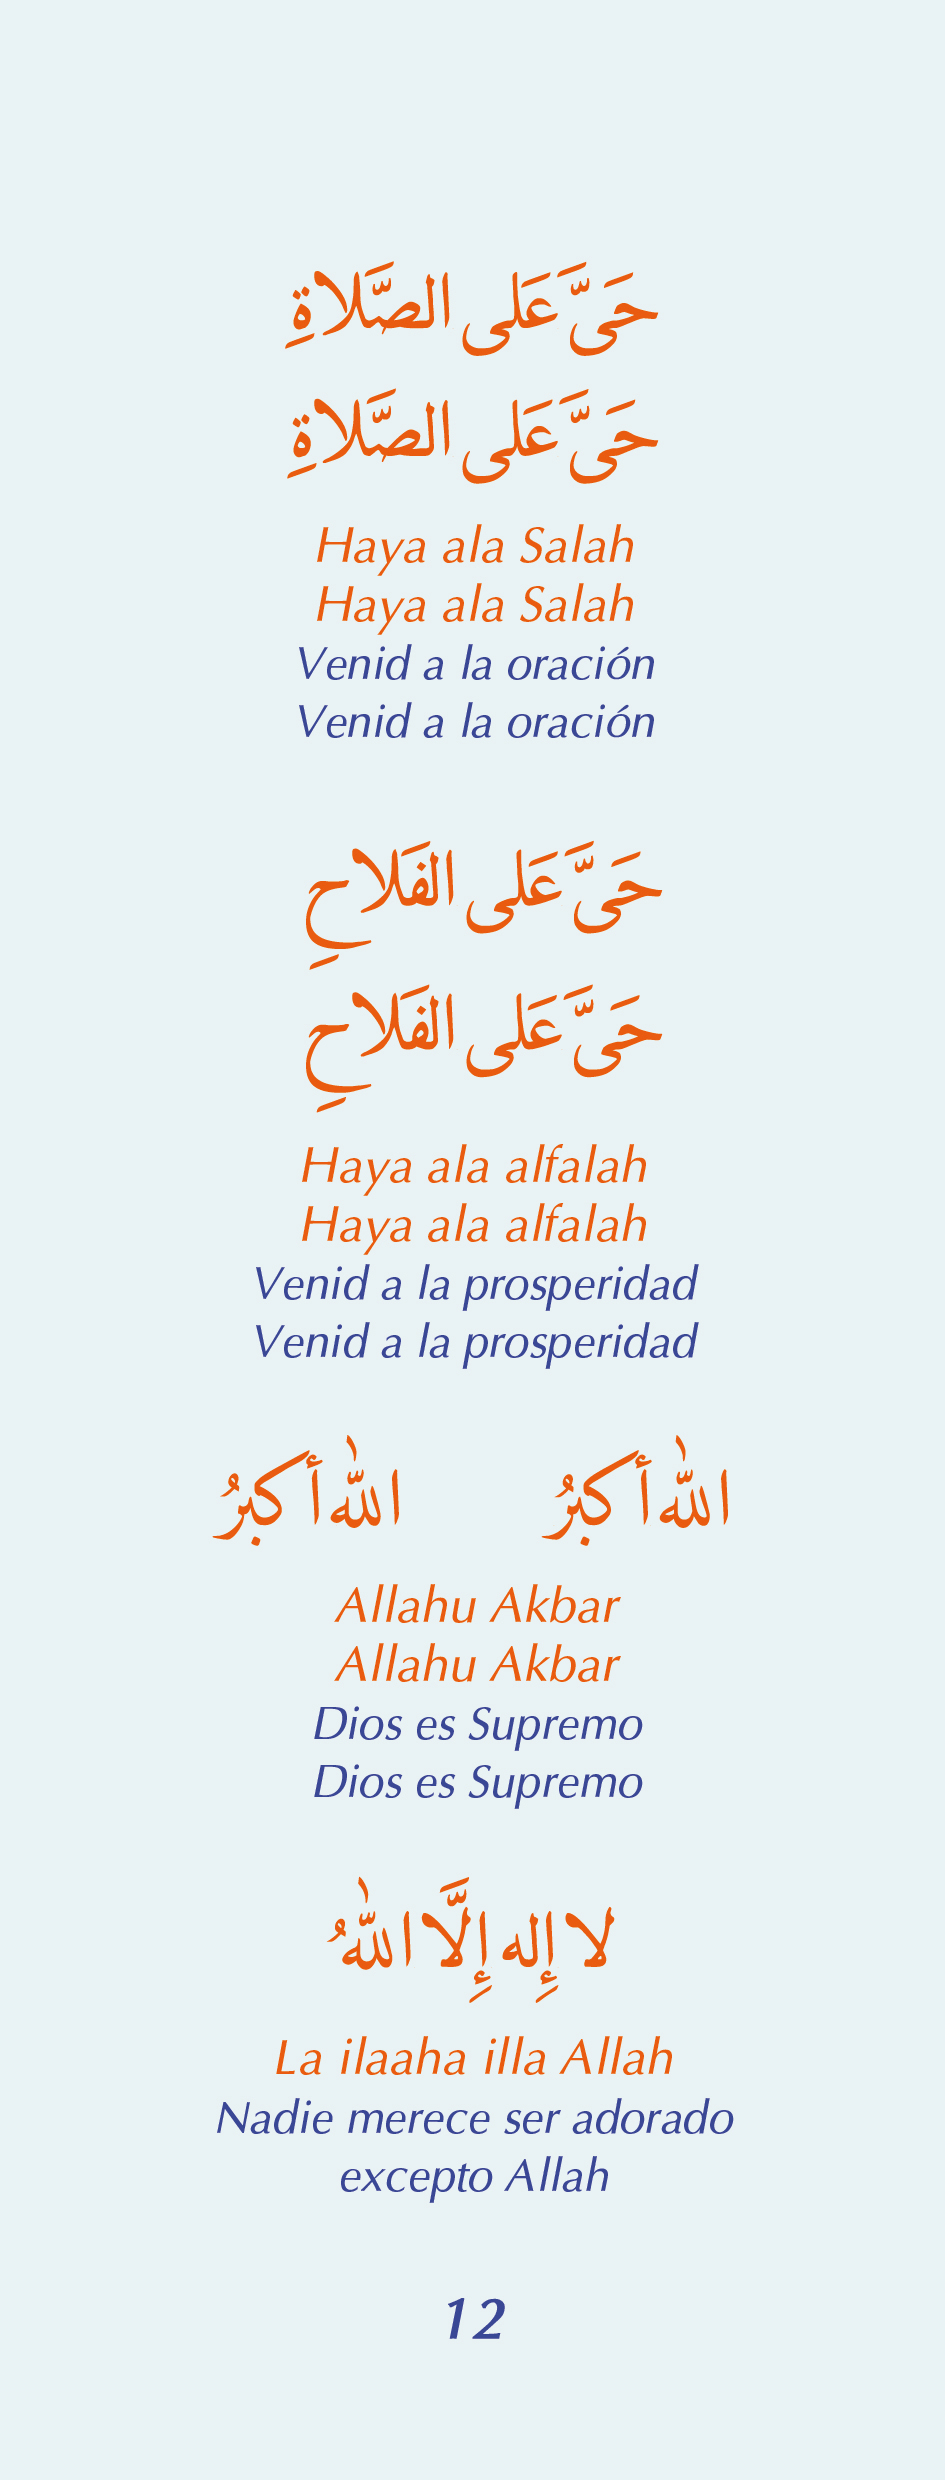 حَيَّ عَلى الصَّلاةِ
حَيَّ عَلى الصَّلاةِ
Haya ala Salah
Haya ala Salah
Venid a la oración
Venid a la oración
حَيَّ عَلى الفَلاحِ
حَيَّ عَلى الفَلاحِ
Haya ala alfalah
Haya ala alfalah
Venid a la prosperidad
Venid a la prosperidad
اللّٰه أكبرُ اللّٰه أكبرُ
Allahu Akbar
Allahu Akbar
Dios es Supremo
Dios es Supremo
لا إِله إِلَّا اللّٰهُ
La ilaaha illa Allah
Nadie merece ser adorado
excepto Allah
12